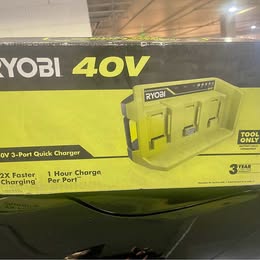 RYOBI 40V
RYOBI
TOOL
ONLY
40V 3-Port Quick Charger
2X Faster
Charging
1 Hour Charge
Per Port
3 YEAR